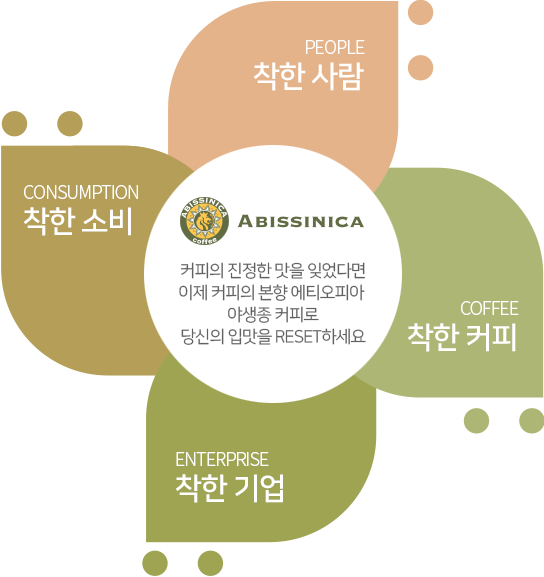 PEOPLE
착한 사람
CONSUMPTION
착한 소비
ABISSINICA
coffee
ABISSINICA
커피의 진정한 맛을 잊었다면
이제 커피의 본향 에티오피아
야생종 커피로
당신의 입맛을 RESET하세요
COFFEE
착한 커피
ENTERPRISE
착한 기업